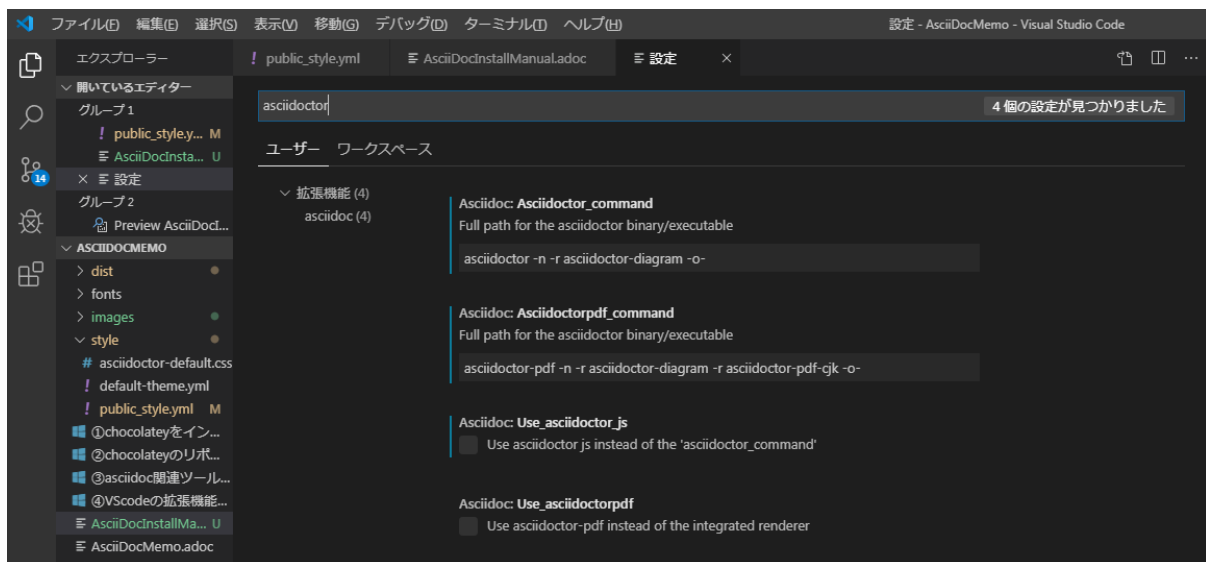 ファイル(F) 編集(E) 選択(S) 表示(V) 移動(G) デバッグ(D) ターミナル(T) ヘルプ(H) 設定 - AsciiDocMemo - Visual Studio Code
エクスプローラー
開いているエディター
グループ 1
! public_style.y... M
AsciiDocInsta... U
× 設定
グループ 2
Preview AsciiDocI...
ASCIIDOCMEMO
> dist
> fonts
> images
style
# asciidoctor-default.css
! default-theme.yml
! public_style.yml M
①chocolateyをイン...
②chocolateyのリポ...
③asciidoc関連ツール...
④VScodeの拡張機能...
AsciiDocInstallMa... U
AsciiDocMemo.adoc
14
! public_style.yml AsciiDocInstallManual.adoc 設定 × ...
asciidoctor 4 個の設定が見つかりました
ユーザー ワークスペース
拡張機能 (4)
asciidoc (4)
Asciidoc: Asciidoctor_command
Full path for the asciidoctor binary/executable
asciidoctor -n -r asciidoctor-diagram -o-
Asciidoc: Asciidoctorpdf_command
Full path for the asciidoctor binary/executable
asciidoctor-pdf -n -r asciidoctor-diagram -r asciidoctor-pdf-cjk -o-
Asciidoc: Use_asciidoctor_js
Use asciidoctor js instead of the 'asciidoctor_command'
Asciidoc: Use_asciidoctorpdf
Use asciidoctor-pdf instead of the integrated renderer